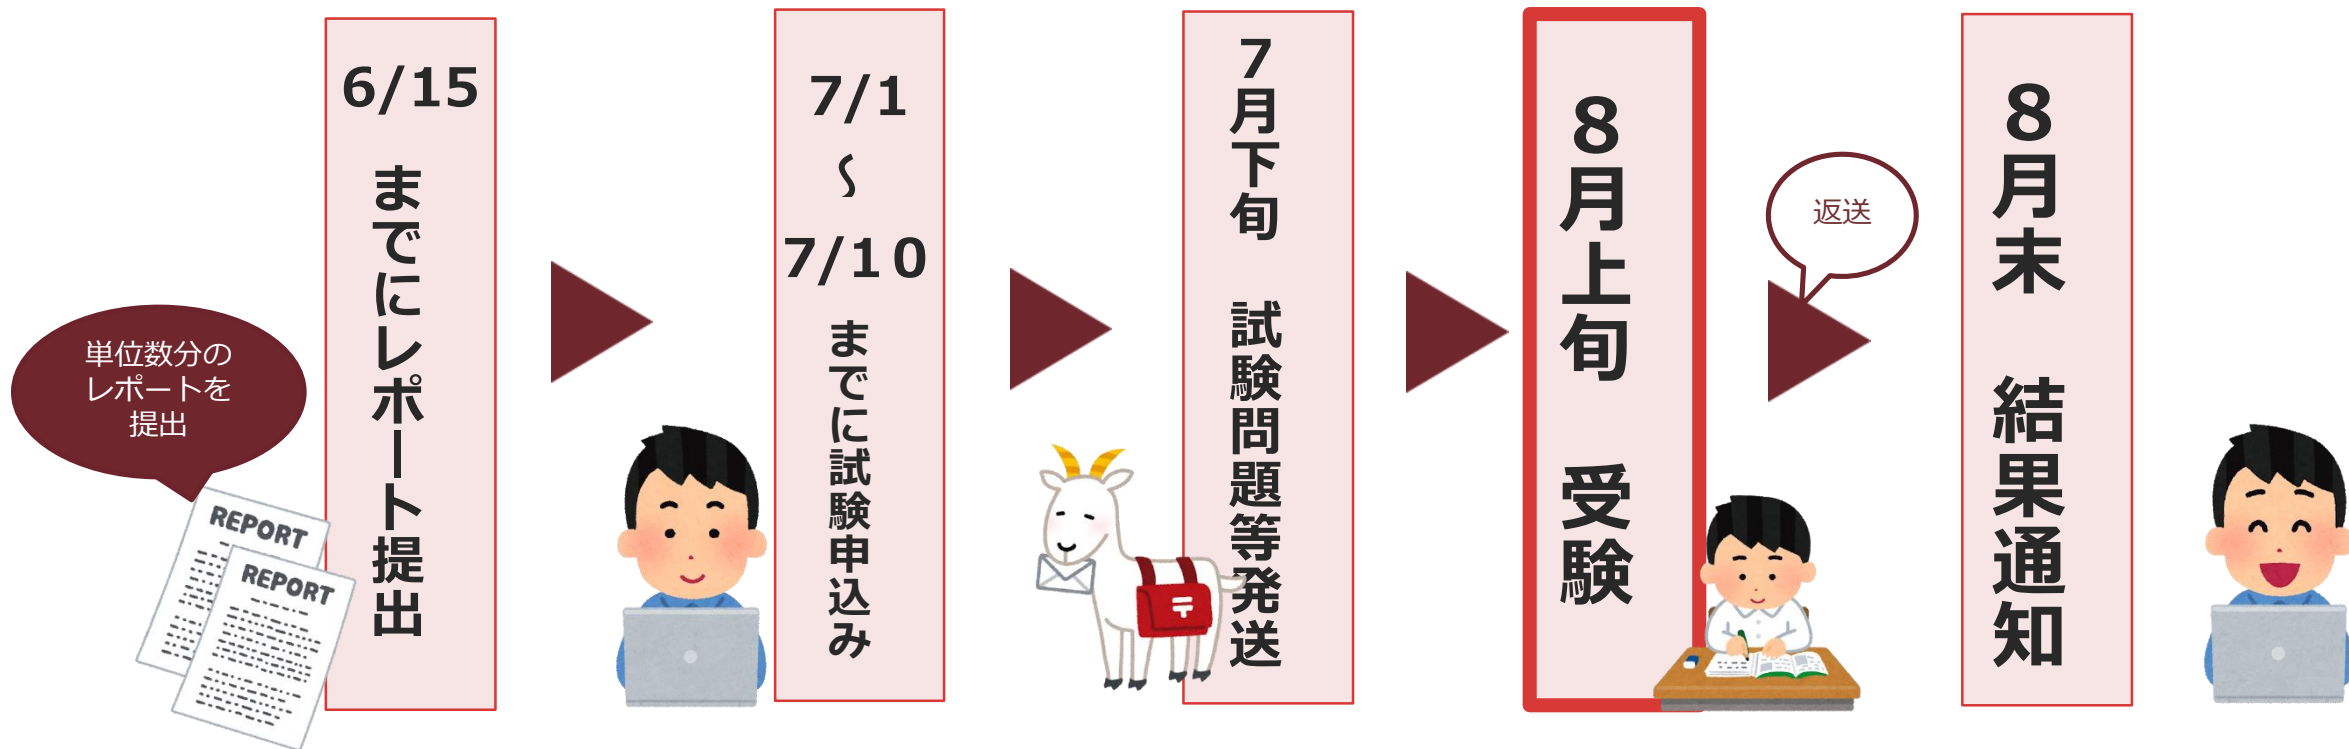 単位数分の
レポートを
提出
REPORT
REPORT
6/15
までにレポート提出
7/1
～
7/10
までに試験申込み
7月下旬　試験問題等発送
8月上旬　受験
返送
8月末　結果通知